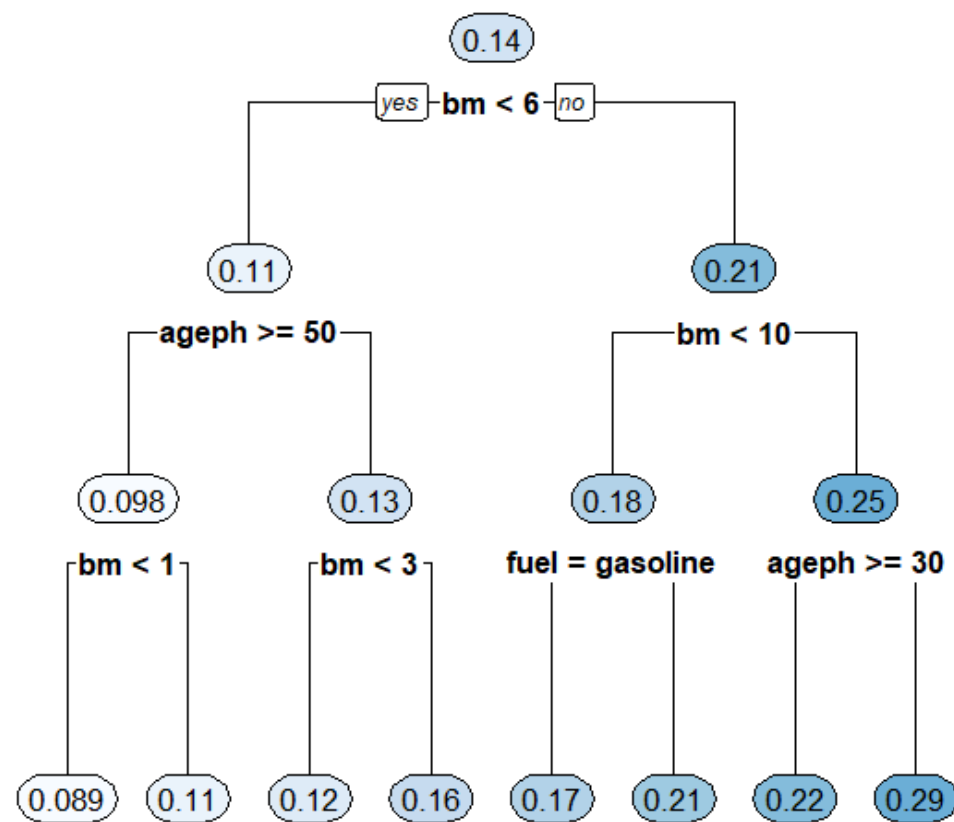 0.14
yes bm < 6 no
0.11 0.21
ageph >= 50 bm < 10
0.098 0.13 0.18 0.25
bm < 1 bm < 3 fuel = gasoline ageph >= 30
0.089 0.11 0.12 0.16 0.17 0.21 0.22 0.29